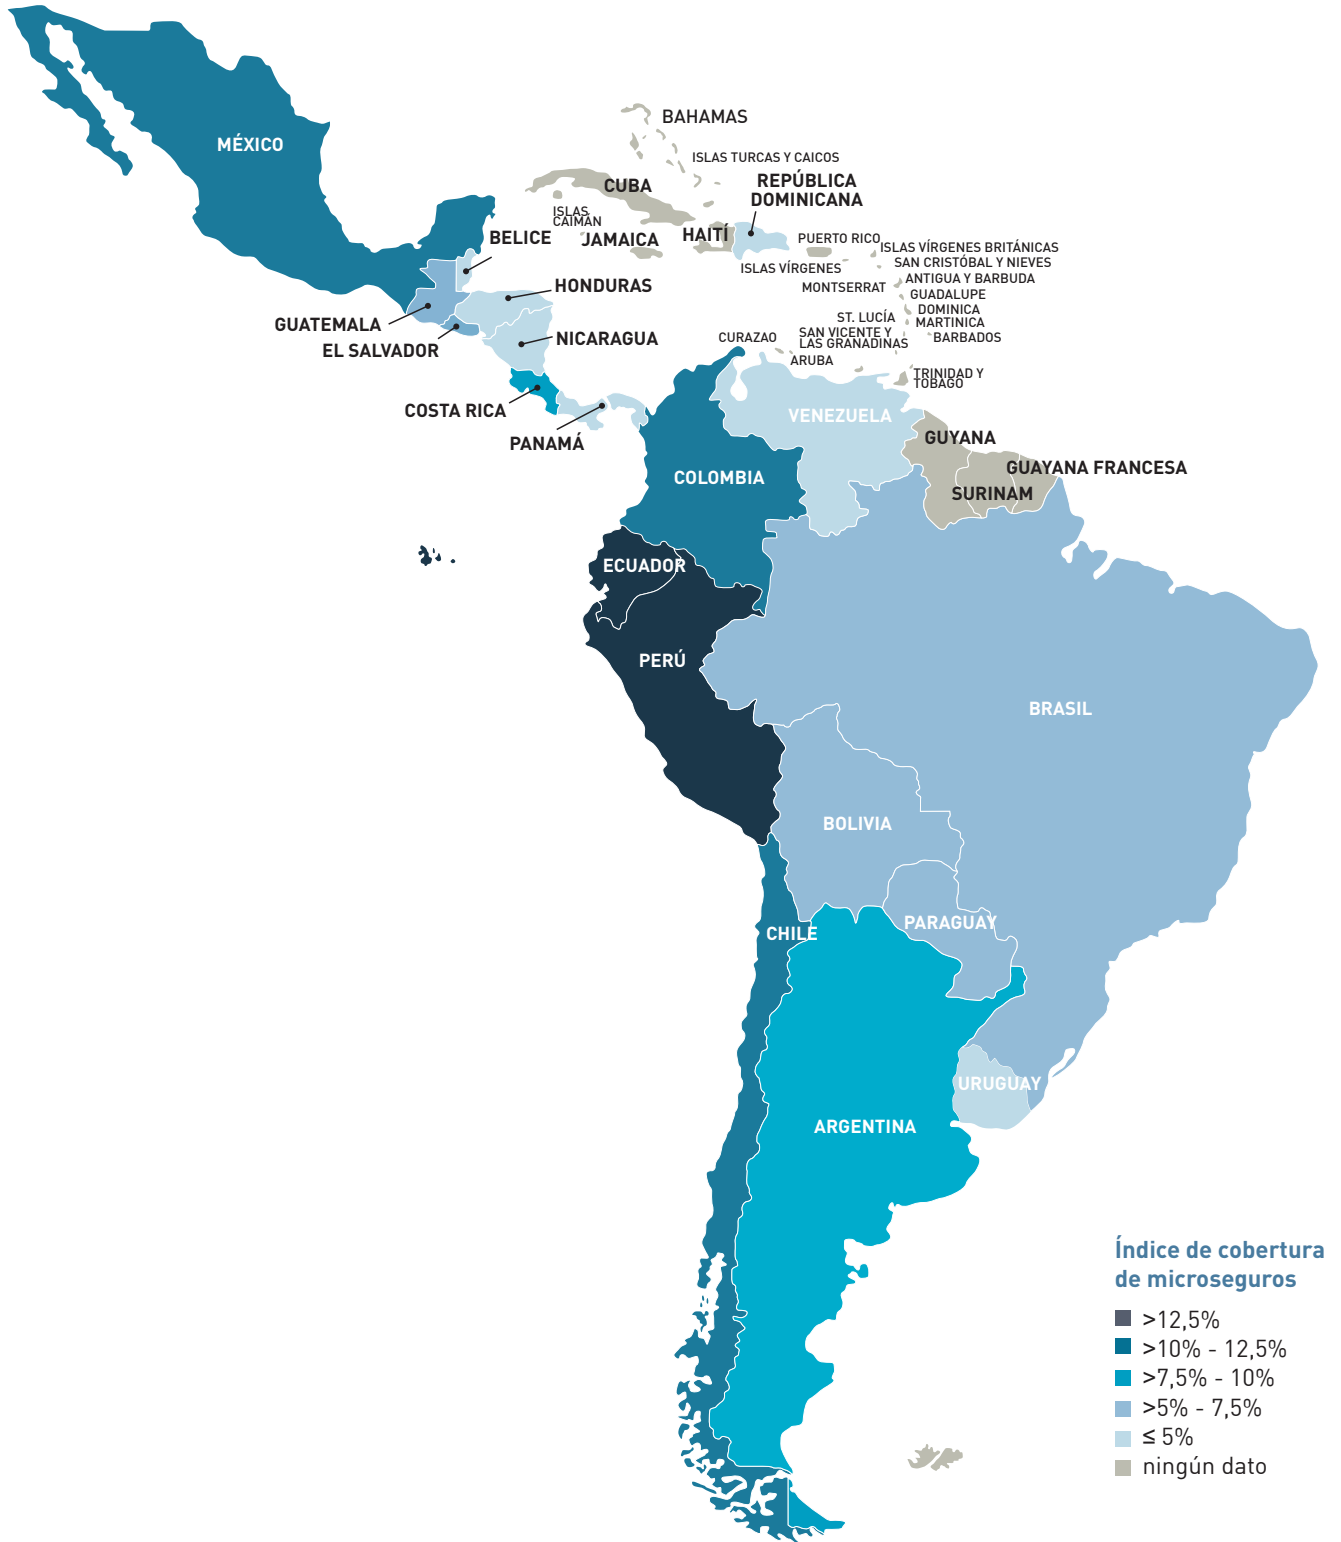 BAHAMAS
MÉXICO
ISLAS TURCAS Y CAICOS
CUBA
REPÚBLICA
DOMINICANA
ISLAS
CAIMÁN
BELICE
JAMAICA
HAITÍ
PUERTO RICO
ISLAS VÍRGENES BRITÁNICAS
SAN CRISTÓBAL Y NIEVES
ISLAS VÍRGENES
ANTIGUA Y BARBUDA
HONDURAS
MONTSERRAT
GUADALUPE
DOMINICA
ST. LUCÍA
MARTINICA
GUATEMALA
EL SALVADOR
NICARAGUA
CURAZAO
SAN VICENTE Y
LAS GRANADINAS
BARBADOS
ARUBA
TRINIDAD Y
TOBAGO
COSTA RICA
PANAMÁ
VENEZUELA
GUYANA
GUAYANA FRANCESA
COLOMBIA
SURINAM
ECUADOR
PERÚ
BRASIL
BOLIVIA
PARAGUAY
CHILE
URUGUAY
ARGENTINA
Índice de cobertura
de microseguros
>12,5%
>10% - 12,5%
>7,5% - 10%
>5% - 7,5%
≤ 5%
ningún dato